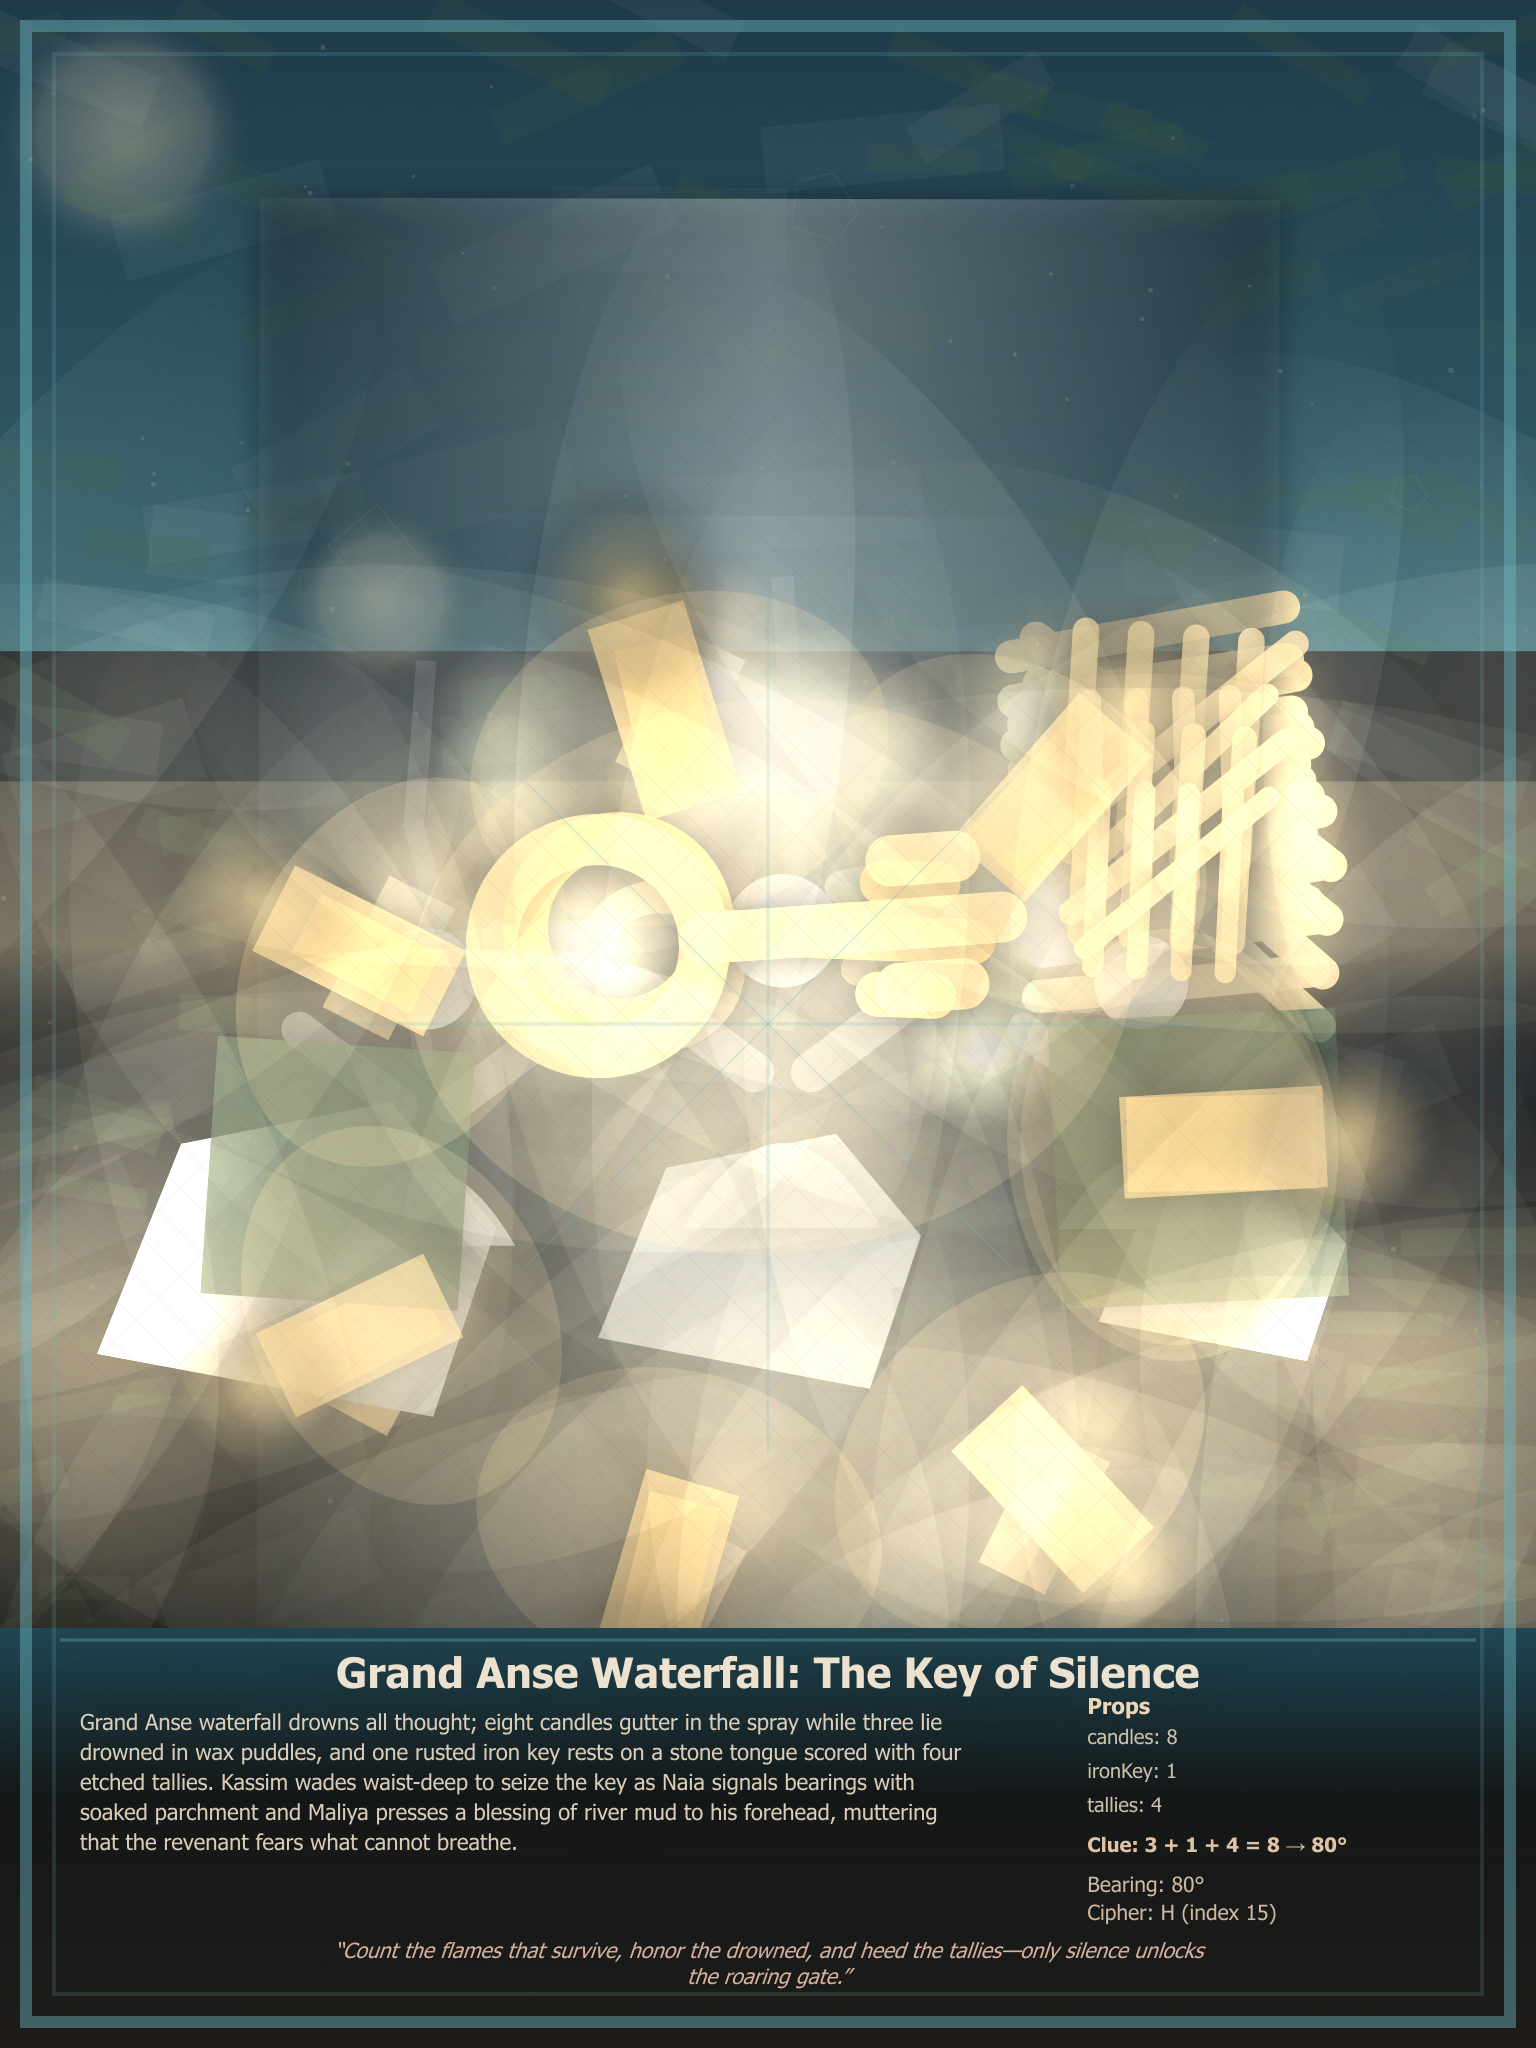 Grand Anse Waterfall: The Key of Silence
Grand Anse waterfall drowns all thought; eight candles gutter in the spray while three lie
drowned in wax puddles, and one rusted iron key rests on a stone tongue scored with four
etched tallies. Kassim wades waist-deep to seize the key as Naia signals bearings with
soaked parchment and Maliya presses a blessing of river mud to his forehead, muttering
that the revenant fears what cannot breathe.
Props
candles: 8
ironKey: 1
tallies: 4
Clue: 3 + 1 + 4 = 8 → 80°
Bearing: 80°
Cipher: H (index 15)
“Count the flames that survive, honor the drowned, and heed the tallies—only silence unlocks
the roaring gate.”